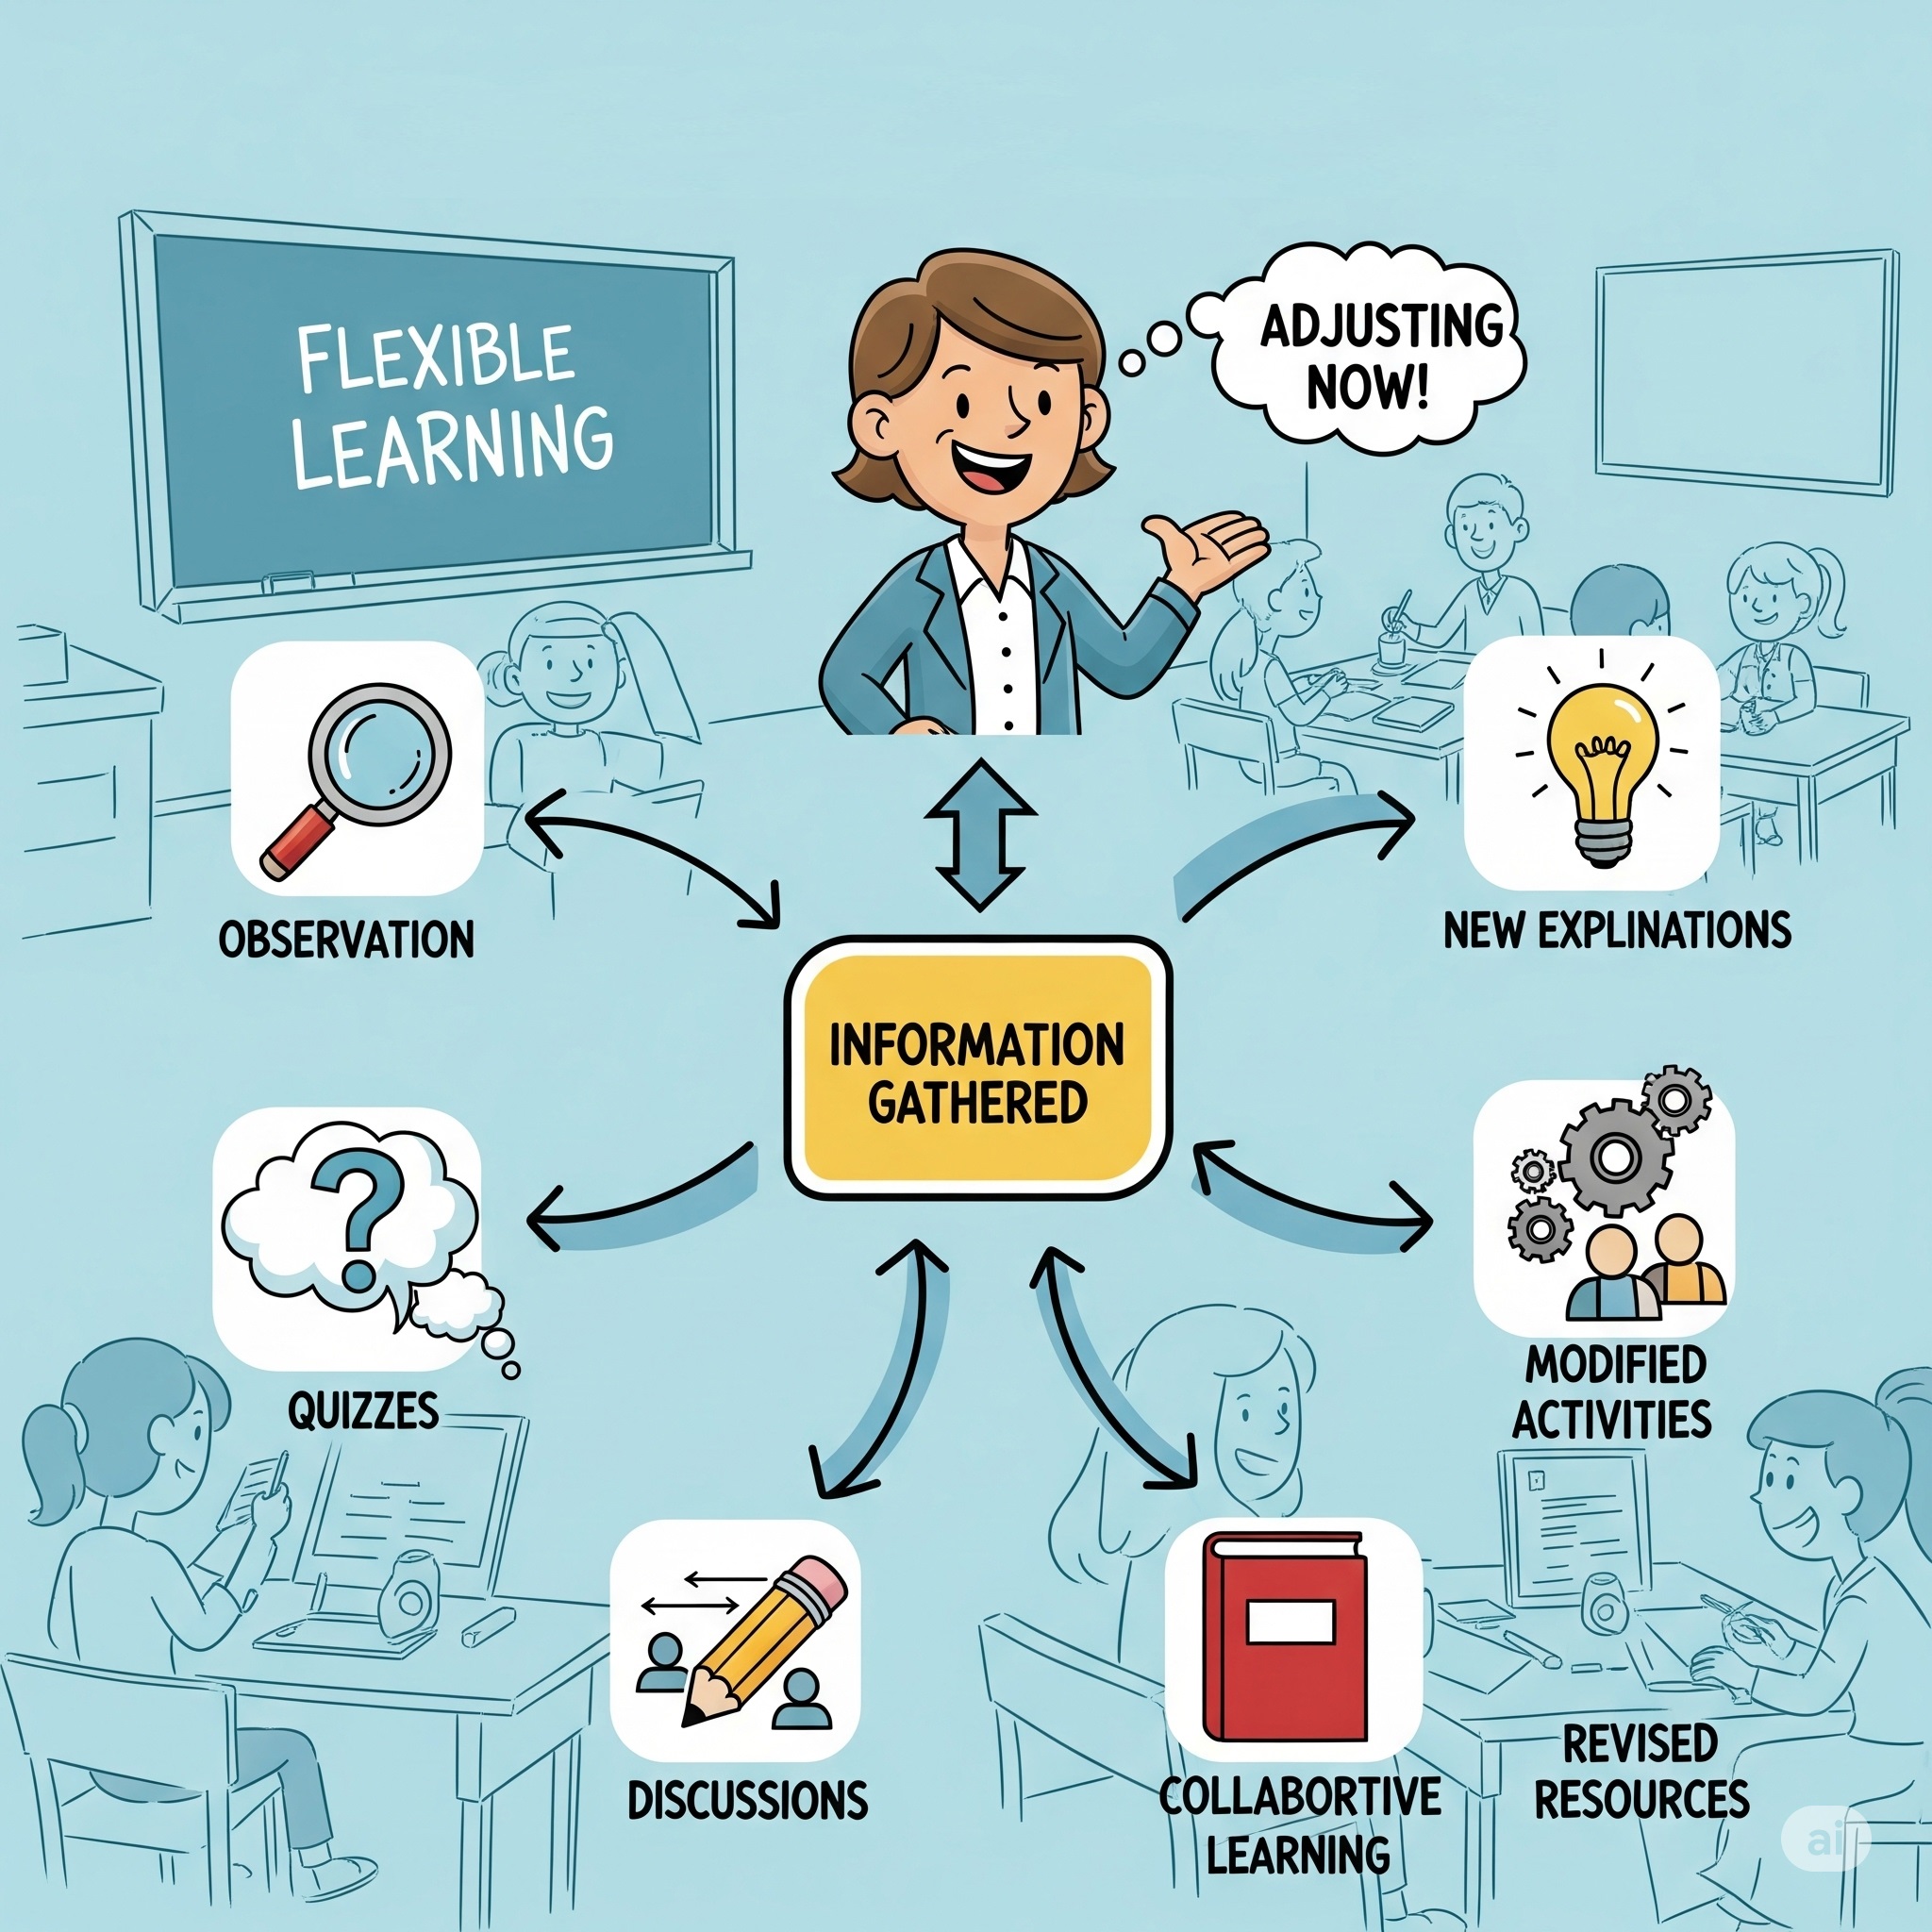 FLEXIBLE
LEARNING
ADJUSTING
NOW!
OBSERVATION
NEW EXPLINATIONS
INFORMATION
GATHERED
QUIZZES
MODIFIED
ACTIVITIES
DISCUSSIONS
COLLABORTIVE
LEARNING
REVISED
RESOURCES
ai